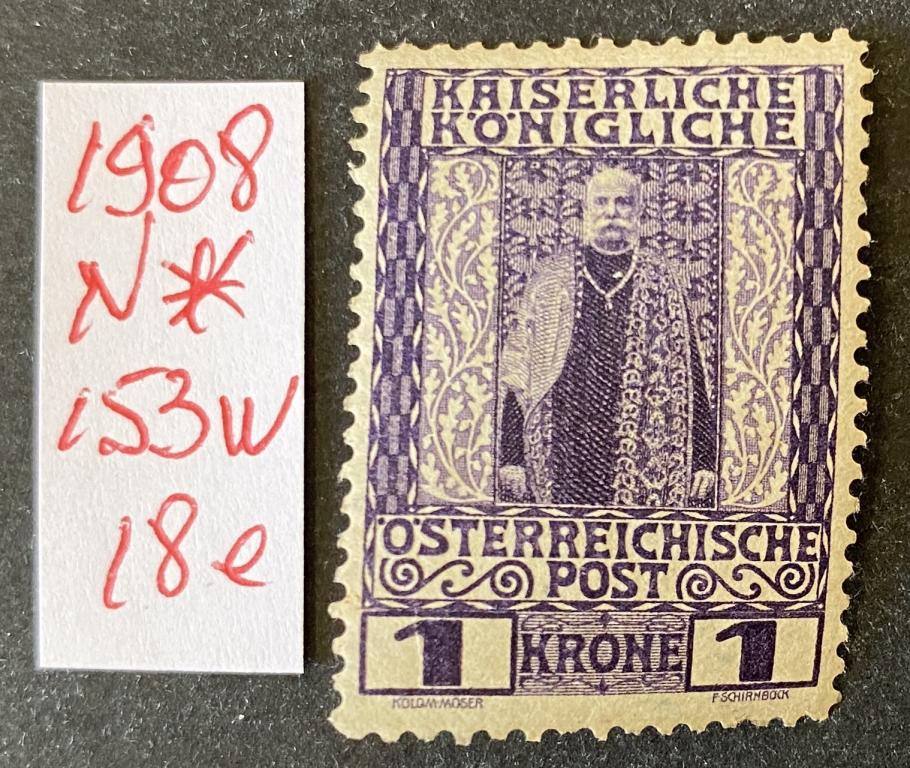 1908
N*
153w
18e
KAISERLICHE
KÖNIGLICHE
ÖSTERREICHISCHE
POST
1 KRONE 1
KOLOM·MOSER F·SCHIRNBÖCK